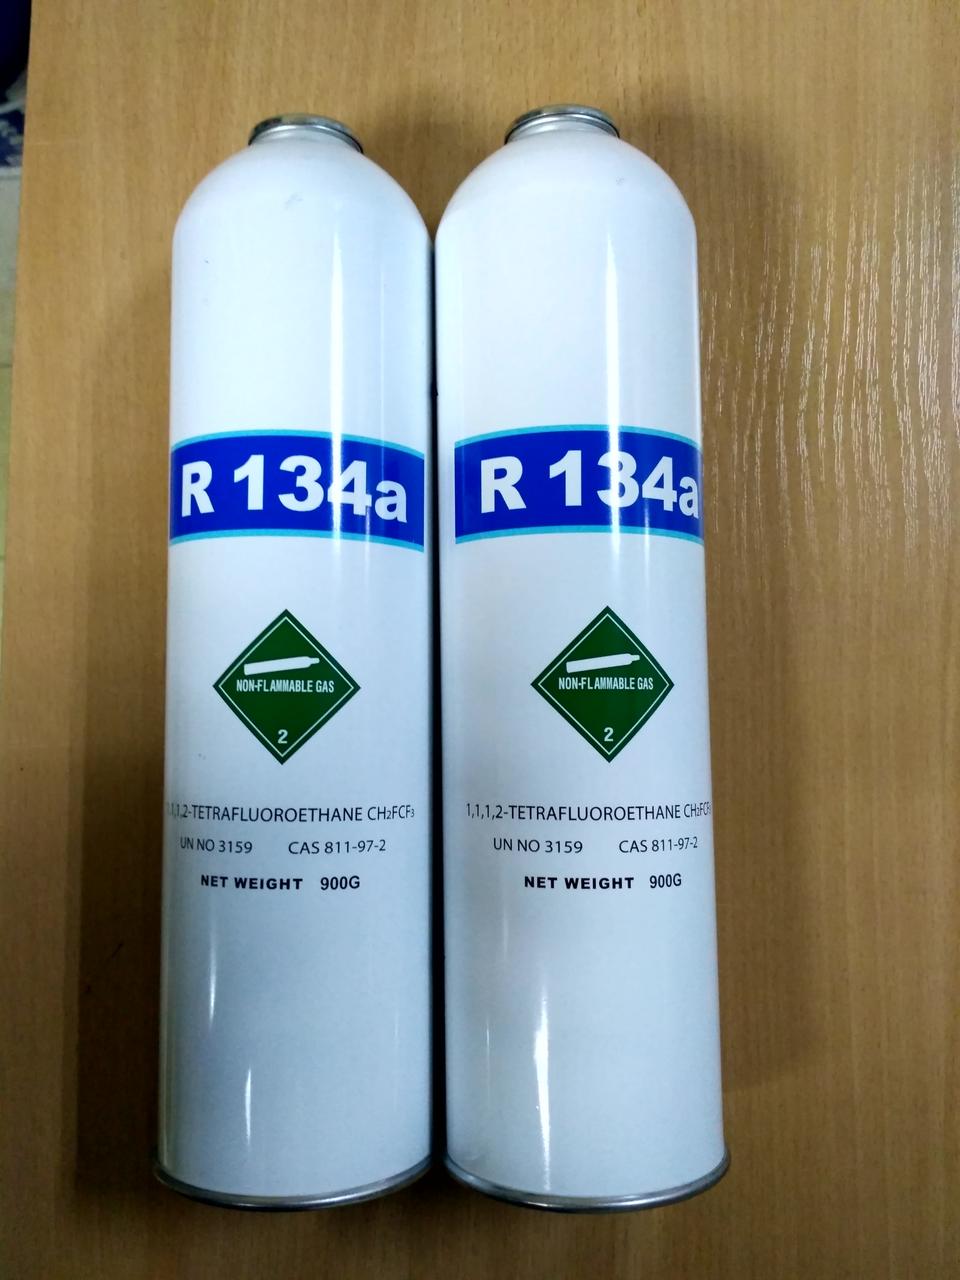 R 134a
NON-FLAMMABLE GAS
2
1,1,1,2-TETRAFLUOROETHANE CH₂FCF₃
UN NO 3159 CAS 811-97-2
NET WEIGHT 900G
R 134a
NON-FLAMMABLE GAS
2
1,1,1,2-TETRAFLUOROETHANE CH₂FCF₃
UN NO 3159 CAS 811-97-2
NET WEIGHT 900G